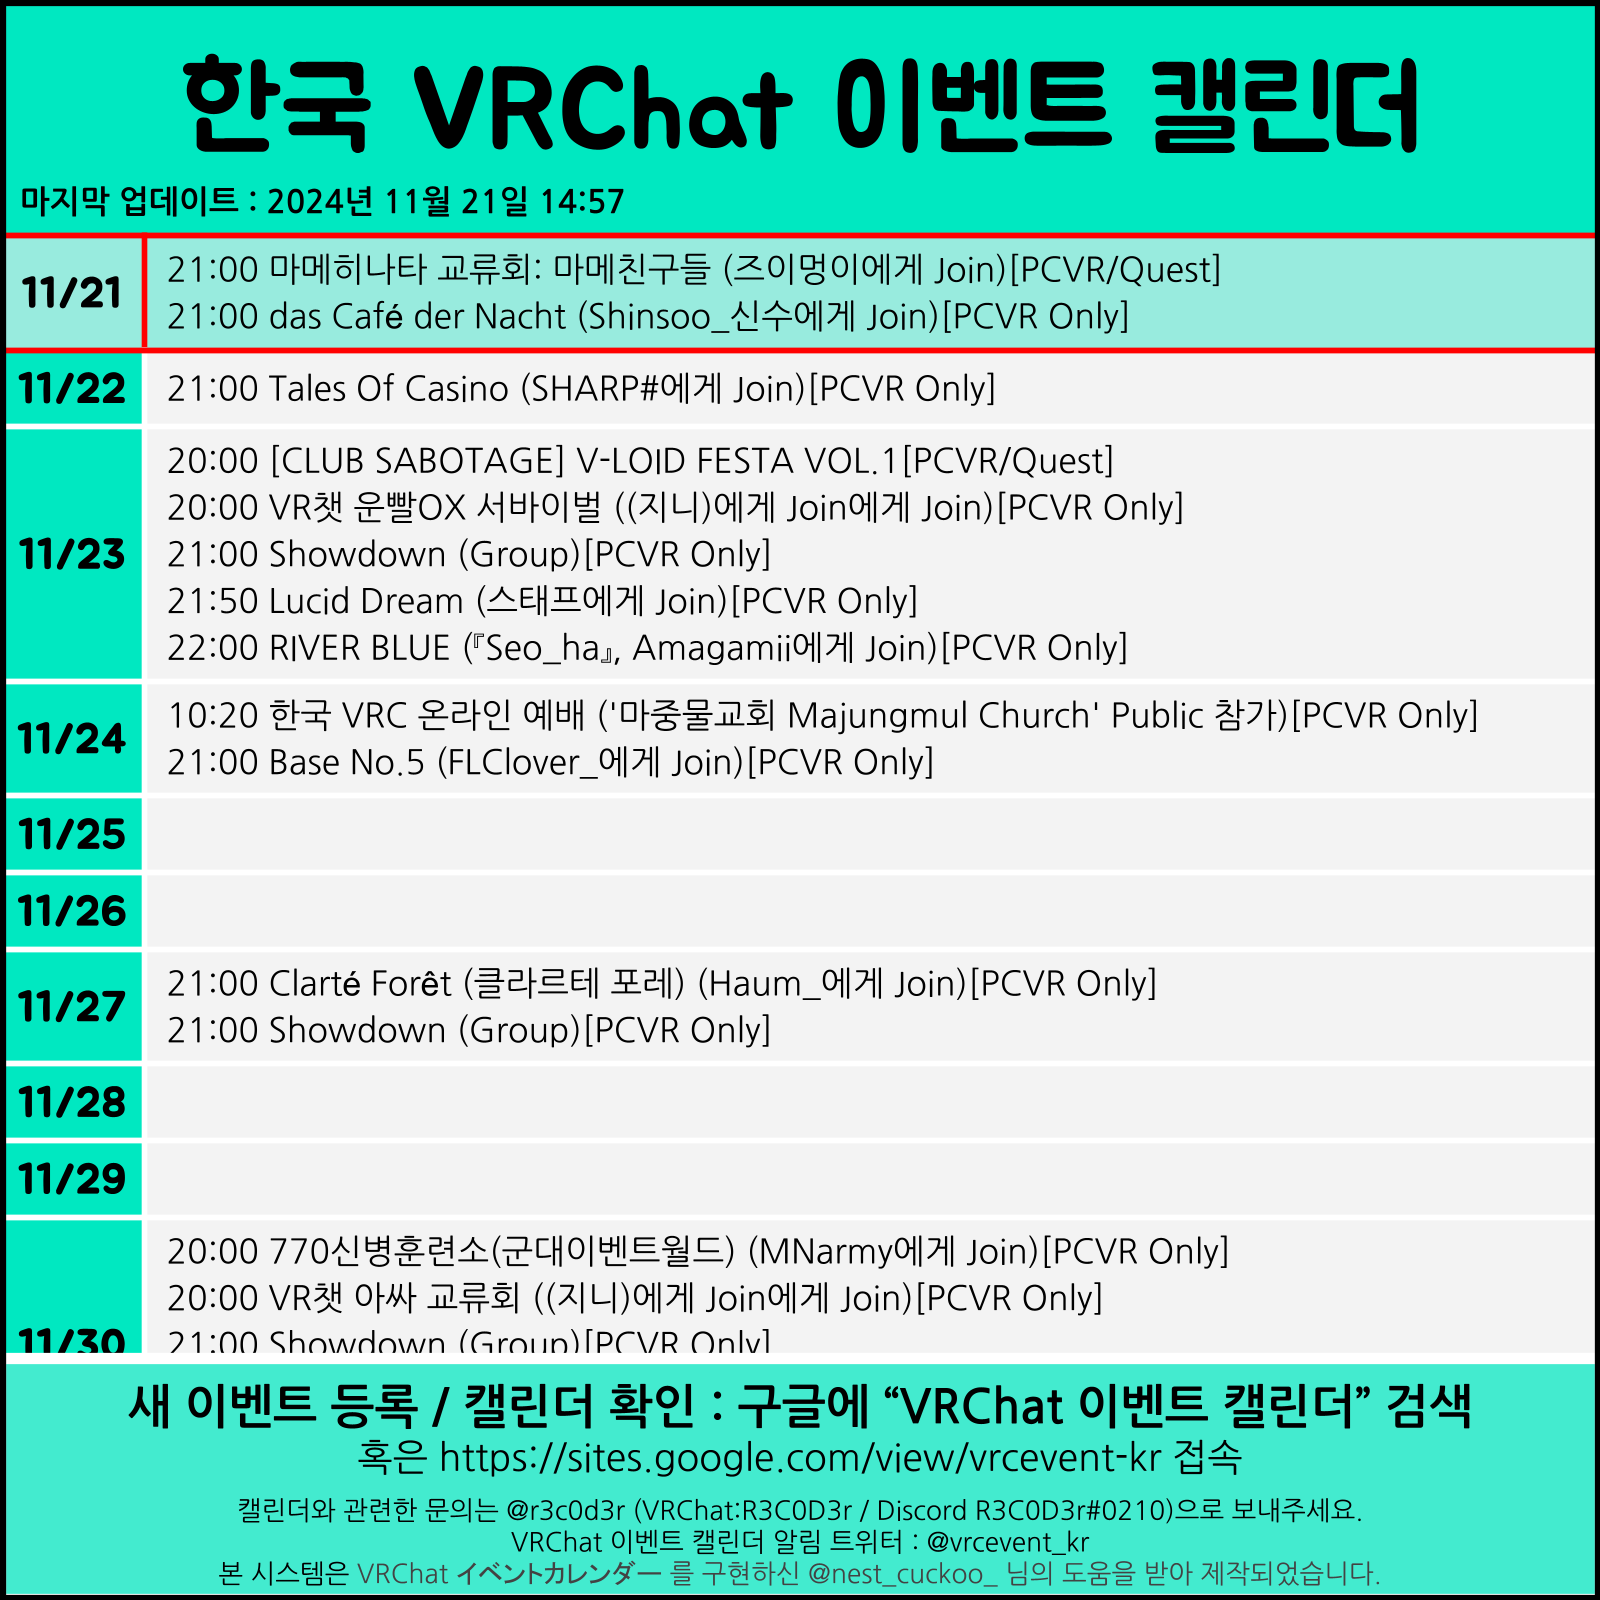 한국 VRChat 이벤트 캘린더
마지막 업데이트 : 2024년 11월 21일 14:57
11/21
21:00 마메히나타 교류회: 마메친구들 (즈이멍이에게 Join)[PCVR/Quest]
21:00 das Café der Nacht (Shinsoo_신수에게 Join)[PCVR Only]
11/22
21:00 Tales Of Casino (SHARP#에게 Join)[PCVR Only]
11/23
20:00 [CLUB SABOTAGE] V-LOID FESTA VOL.1[PCVR/Quest]
20:00 VR챗 운빨OX 서바이벌 ((지니)에게 Join에게 Join)[PCVR Only]
21:00 Showdown (Group)[PCVR Only]
21:50 Lucid Dream (스태프에게 Join)[PCVR Only]
22:00 RIVER BLUE (『Seo_ha』, Amagamii에게 Join)[PCVR Only]
11/24
10:20 한국 VRC 온라인 예배 ('마중물교회 Majungmul Church' Public 참가)[PCVR Only]
21:00 Base No.5 (FLClover_에게 Join)[PCVR Only]
11/25
11/26
11/27
21:00 Clarté Forêt (클라르테 포레) (Haum_에게 Join)[PCVR Only]
21:00 Showdown (Group)[PCVR Only]
11/28
11/29
11/30
20:00 770신병훈련소(군대이벤트월드) (MNarmy에게 Join)[PCVR Only]
20:00 VR챗 아싸 교류회 ((지니)에게 Join에게 Join)[PCVR Only]
21:00 Showdown (Group)[PCVR Only]
새 이벤트 등록 / 캘린더 확인 : 구글에 “VRChat 이벤트 캘린더” 검색
혹은 https://sites.google.com/view/vrcevent-kr 접속
캘린더와 관련한 문의는 @r3c0d3r (VRChat:R3C0D3r / Discord R3C0D3r#0210)으로 보내주세요.
VRChat 이벤트 캘린더 알림 트위터 : @vrcevent_kr
본 시스템은 VRChat イベントカレンダー 를 구현하신 @nest_cuckoo_ 님의 도움을 받아 제작되었습니다.